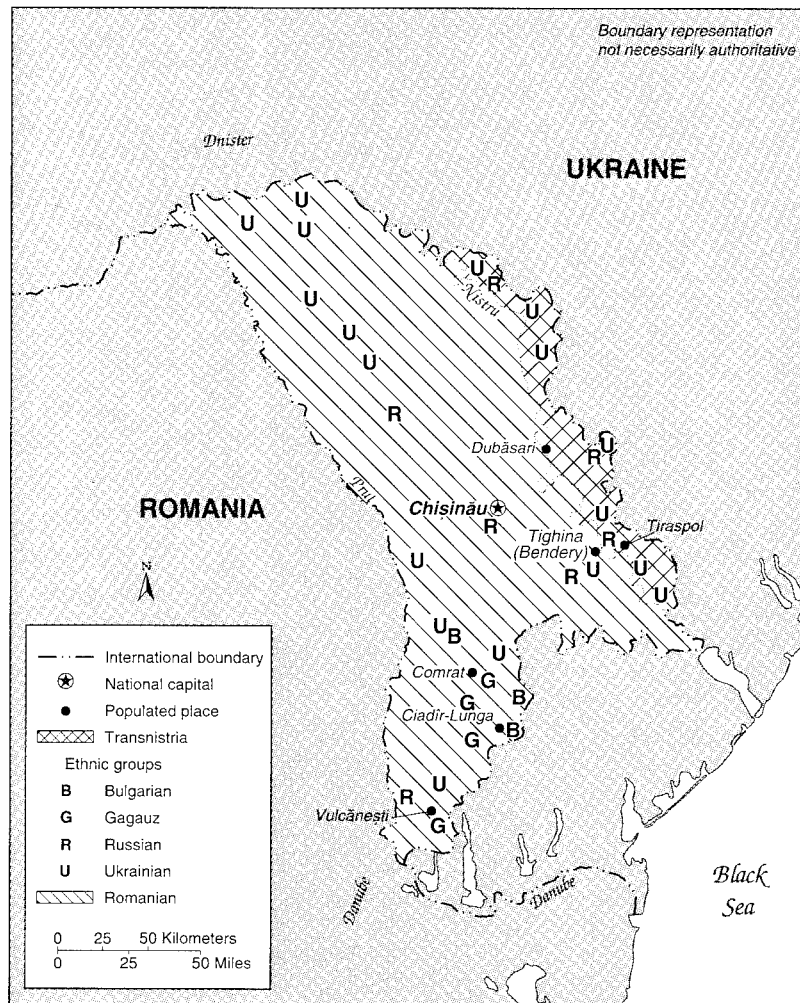 Boundary representation
not necessarily authoritative
Dnister
UKRAINE
U
U
U
U
R
Nistru
U
U
U
U
U
R
Dubăsari
U
R
ROMANIA
Prut
Chisinău
R
U
Tiraspol
R
Tighina
(Bendery)
U
R
U
U
U
U
B
U
Comrat
G
B
G
Ciadîr-Lunga
B
G
U
R
Vulcănești
G
Danube
Danube
Black
Sea
N
International boundary
National capital
Populated place
Transnistria
Ethnic groups
B Bulgarian
G Gagauz
R Russian
U Ukrainian
Romanian
0 25 50 Kilometers
0 25 50 Miles